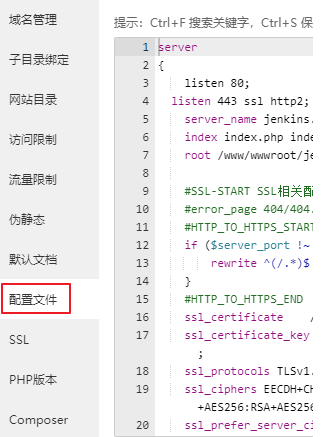 域名管理
子目录绑定
网站目录
访问限制
流量限制
伪静态
默认文档
配置文件
SSL
PHP版本
Composer
提示：Ctrl+F 搜索关键字，Ctrl+S 保
1 server
2 {
3 listen 80;
4 listen 443 ssl http2;
5 server_name jenkins.
6 index index.php inde
7 root /www/wwwroot/je
8
9 #SSL-START SSL相关配
10 #error_page 404/404.
11 #HTTP_TO_HTTPS_START
12 if ($server_port !~
13 rewrite ^(/.*)$
14 }
15 #HTTP_TO_HTTPS_END
16 ssl_certificate /
17 ssl_certificate_key
;
18 ssl_protocols TLSv1.
19 ssl_ciphers EECDH+CH
+AES256:RSA+AES256
20 ssl_prefer_server_ci